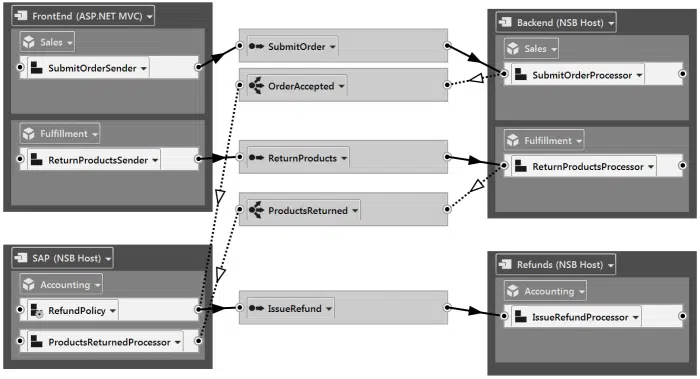 FrontEnd (ASP.NET MVC)
Sales
SubmitOrderSender
Fulfillment
ReturnProductsSender
SAP (NSB Host)
Accounting
RefundPolicy
ProductsReturnedProcessor
SubmitOrder
OrderAccepted
ReturnProducts
ProductsReturned
IssueRefund
Backend (NSB Host)
Sales
SubmitOrderProcessor
Fulfillment
ReturnProductsProcessor
Refunds (NSB Host)
Accounting
IssueRefundProcessor